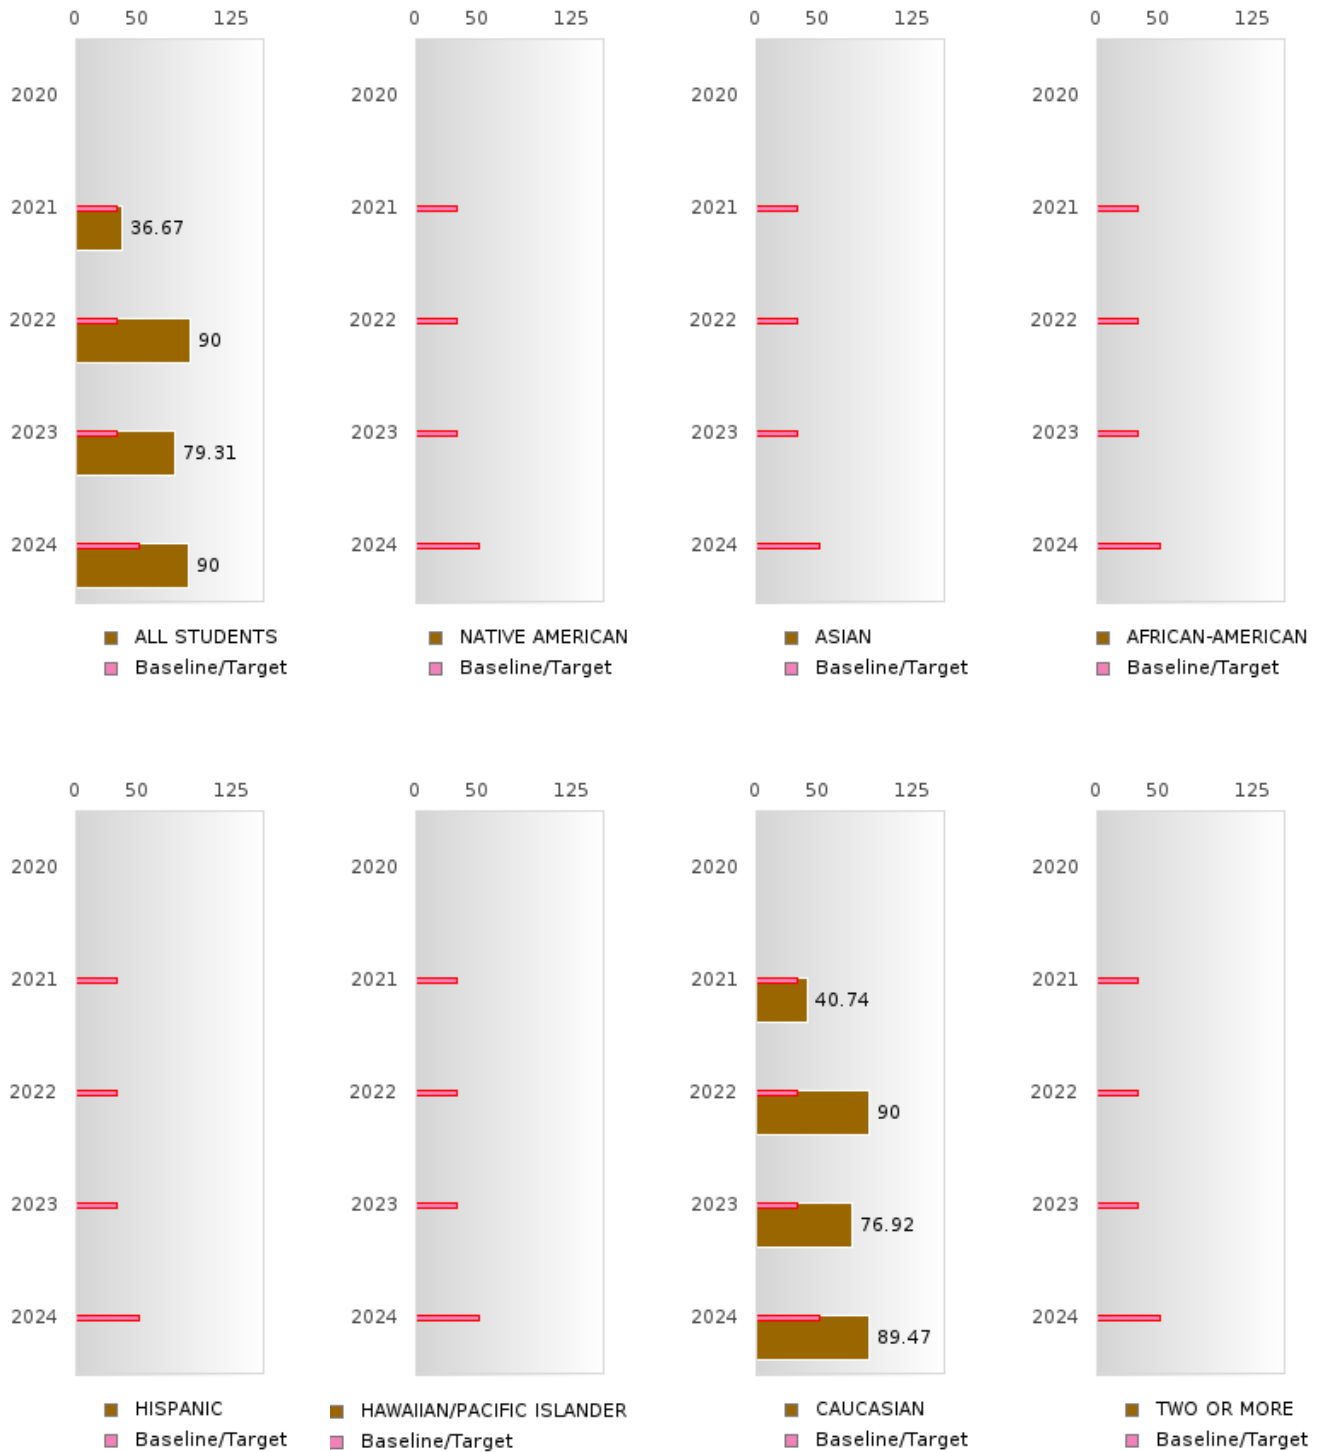 0 50 125 0 50 125 0 50 125 0 50 125
2020 2020 2020 2020
2021 36.67 2021 2021 2021
2022 90 2022 2022 2022
2023 79.31 2023 2023 2023
2024 90 2024 2024 2024
ALL STUDENTS NATIVE AMERICAN ASIAN AFRICAN-AMERICAN
Baseline/Target Baseline/Target Baseline/Target Baseline/Target
0 50 125 0 50 125 0 50 125 0 50 125
2020 2020 2020 2020
2021 2021 2021 40.74 2021
2022 2022 2022 90 2022
2023 2023 2023 76.92 2023
2024 2024 2024 89.47 2024
HISPANIC HAWAIIAN/PACIFIC ISLANDER CAUCASIAN TWO OR MORE
Baseline/Target Baseline/Target Baseline/Target Baseline/Target